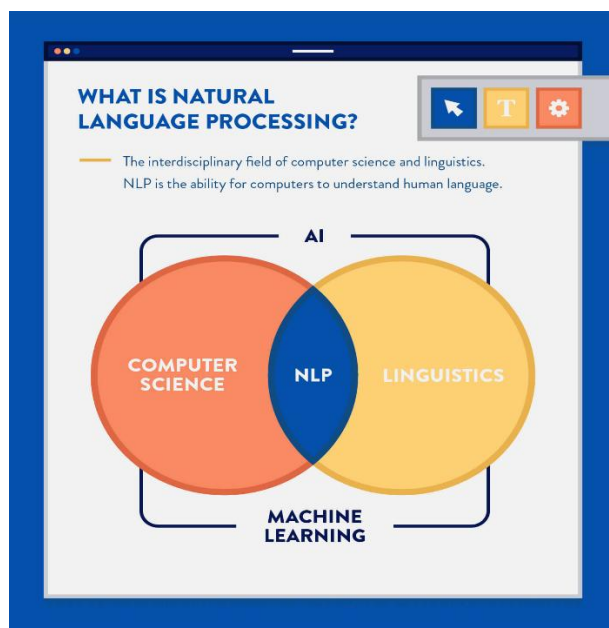 WHAT IS NATURAL
LANGUAGE PROCESSING?
T
The interdisciplinary field of computer science and linguistics.
NLP is the ability for computers to understand human language.
AI
COMPUTER
SCIENCE
NLP
LINGUISTICS
MACHINE
LEARNING